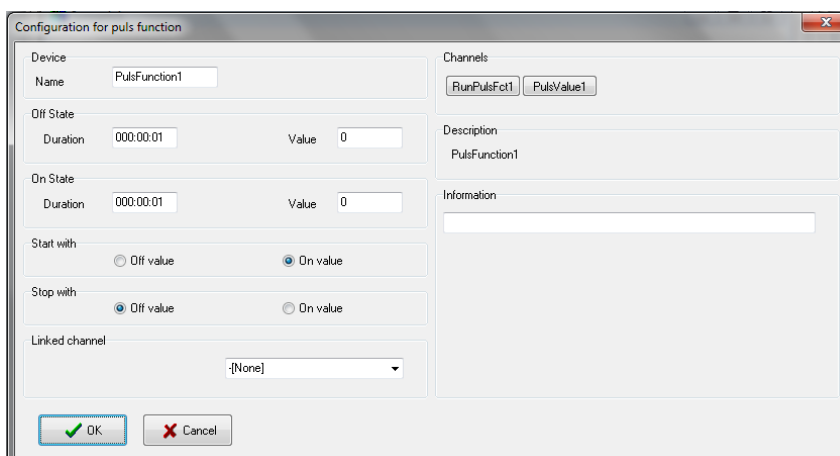 Configuration for puls function
Device
Name PulsFunction1
Off State
Duration 000:00:01 Value 0
On State
Duration 000:00:01 Value 0
Start with
Off value On value
Stop with
Off value On value
Linked channel
-[None]
OK Cancel
Channels
RunPulsFct1 PulsValue1
Description
PulsFunction1
Information